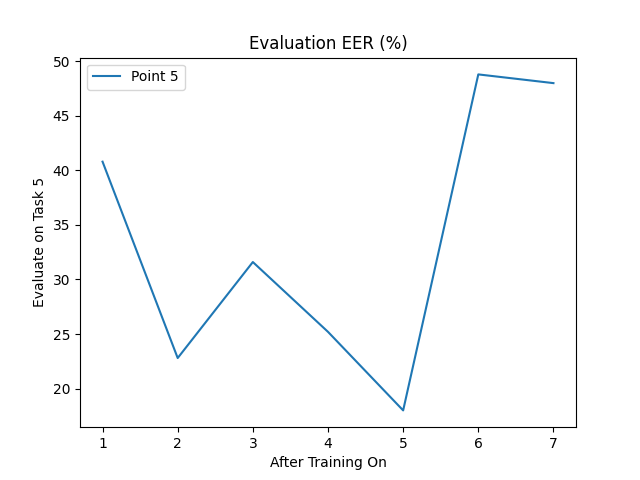 Evaluation EER (%)
Point 5
50
45
40
35
30
25
20
Evaluate on Task 5
1 2 3 4 5 6 7
After Training On